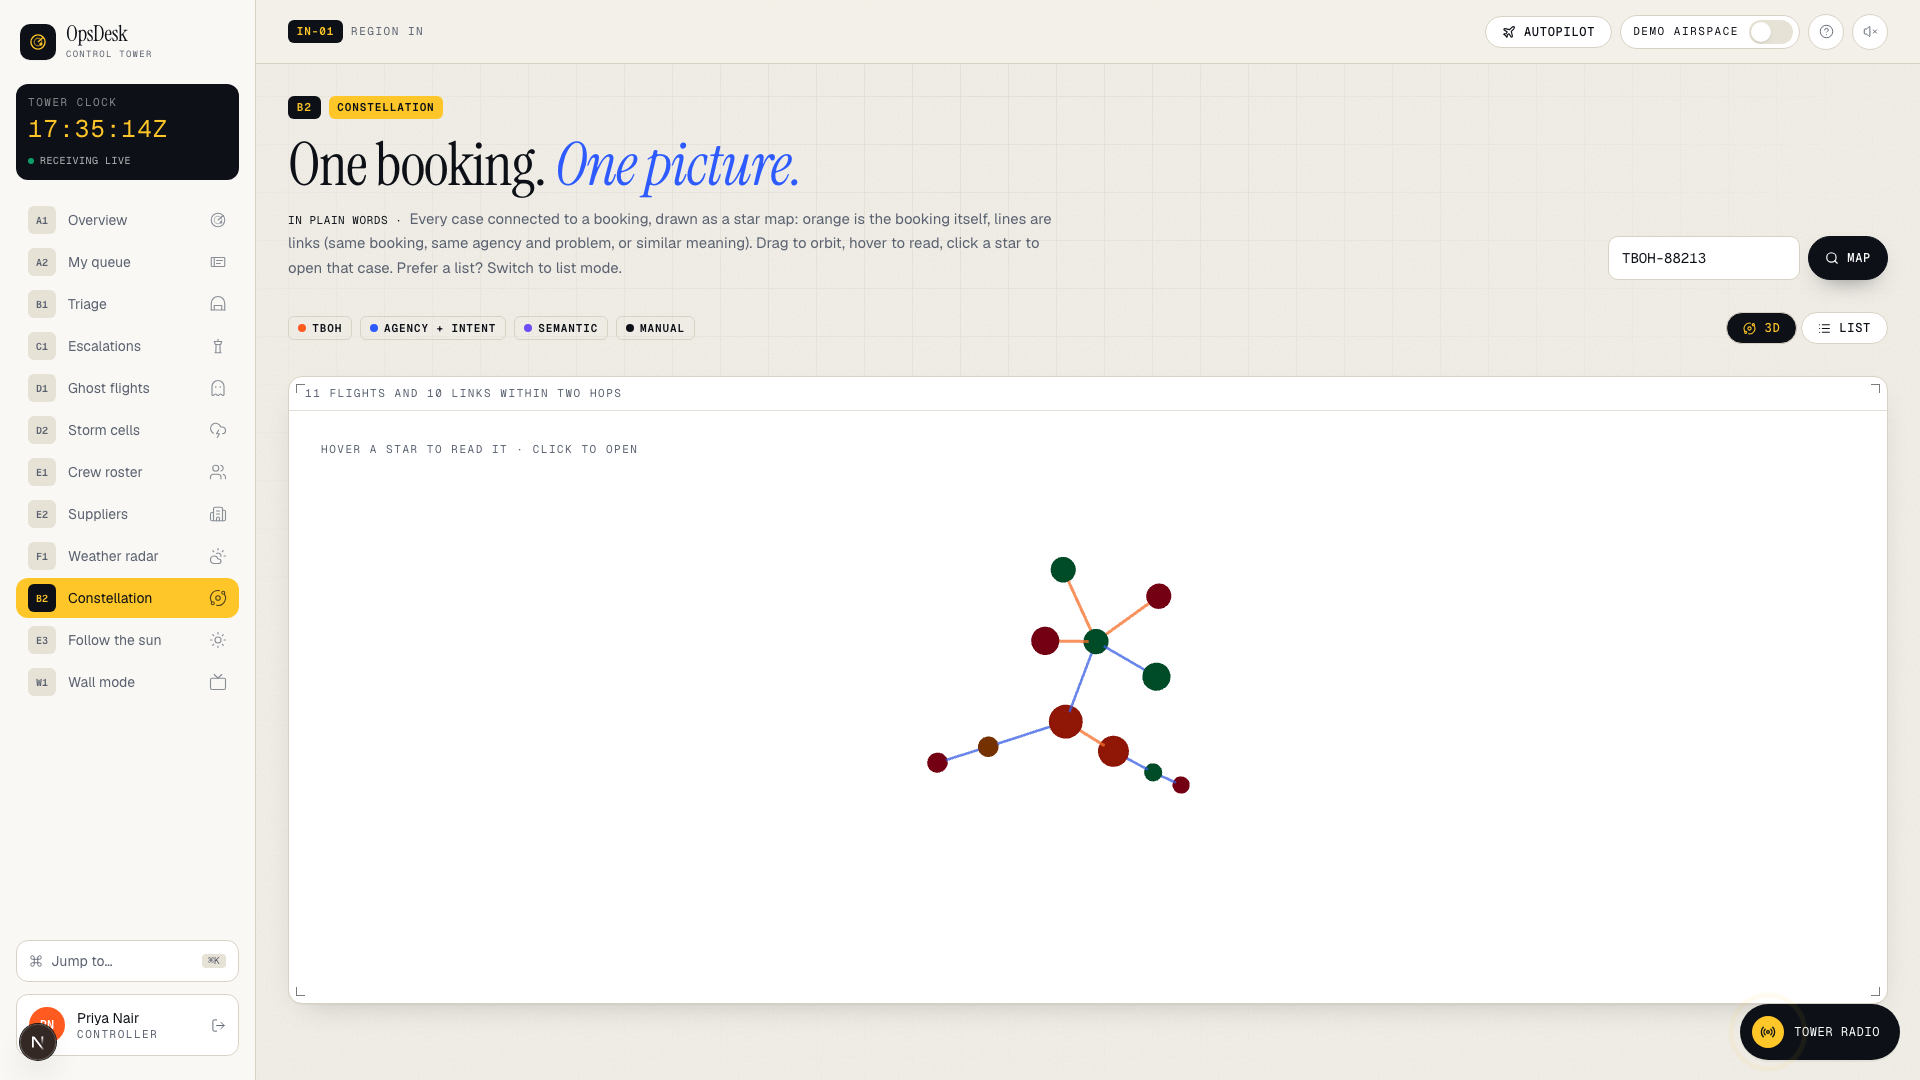 OpsDesk
CONTROL TOWER
TOWER CLOCK
17:35:14Z
RECEIVING LIVE
A1 Overview
A2 My queue
B1 Triage
C1 Escalations
D1 Ghost flights
D2 Storm cells
E1 Crew roster
E2 Suppliers
F1 Weather radar
B2 Constellation
E3 Follow the sun
W1 Wall mode
⌘ Jump to… ⌘K
Priya Nair
CONTROLLER
N
IN-01 REGION IN
AUTOPILOT
DEMO AIRSPACE
B2 CONSTELLATION
One booking. One picture.
IN PLAIN WORDS · Every case connected to a booking, drawn as a star map: orange is the booking itself, lines are
links (same booking, same agency and problem, or similar meaning). Drag to orbit, hover to read, click a star to
open that case. Prefer a list? Switch to list mode.
TBOH-88213
MAP
TBOH
AGENCY + INTENT
SEMANTIC
MANUAL
3D
LIST
11 FLIGHTS AND 10 LINKS WITHIN TWO HOPS
HOVER A STAR TO READ IT · CLICK TO OPEN
TOWER RADIO